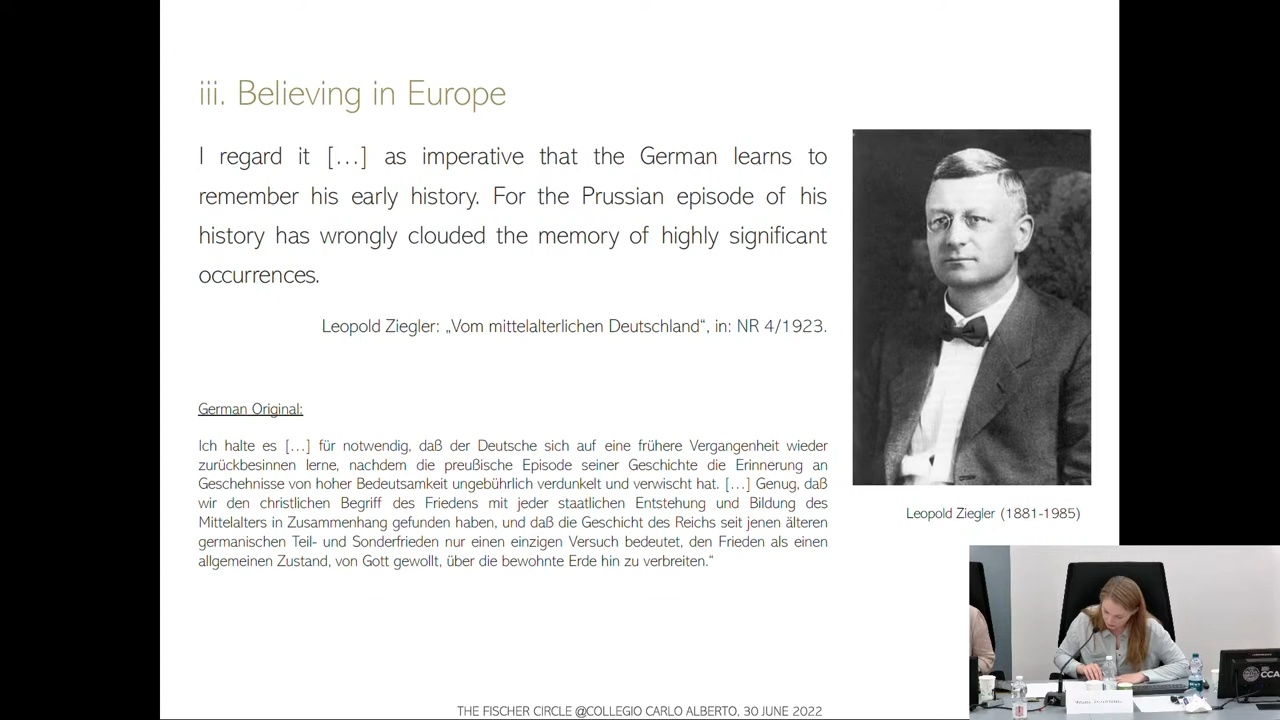 iii. Believing in Europe
I regard it […] as imperative that the German learns to
remember his early history. For the Prussian episode of his
history has wrongly clouded the memory of highly significant
occurrences.
Leopold Ziegler: „Vom mittelalterlichen Deutschland“, in: NR 4/1923.
German Original:
Ich halte es […] für notwendig, daß der Deutsche sich auf eine frühere Vergangenheit wieder
zurückbesinnen lerne, nachdem die preußische Episode seiner Geschichte die Erinnerung an
Geschehnisse von hoher Bedeutsamkeit ungebührlich verdunkelt und verwischt hat. […] Genug, daß
wir den christlichen Begriff des Friedens mit jeder staatlichen Entstehung und Bildung des
Mittelalters in Zusammenhang gefunden haben, und daß die Geschicht des Reichs seit jenen älteren
germanischen Teil- und Sonderfrieden nur einen einzigen Versuch bedeutet, den Frieden als einen
allgemeinen Zustand, von Gott gewollt, über die bewohnte Erde hin zu verbreiten.“
Leopold Ziegler (1881-1985)
CCA
THE FISCHER CIRCLE @COLLEGIO CARLO ALBERTO, 30 JUNE 2022